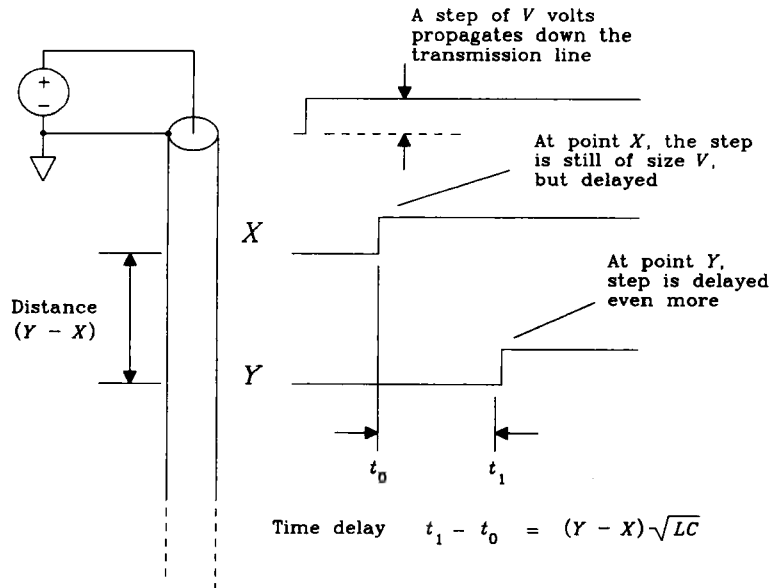 A step of V volts
propagates down the
transmission line
+
−
At point X, the step
is still of size V,
but delayed
X
At point Y,
step is delayed
even more
Distance
(Y − X)
Y
t₀
t₁
Time delay t₁ − t₀ = (Y − X)√LC